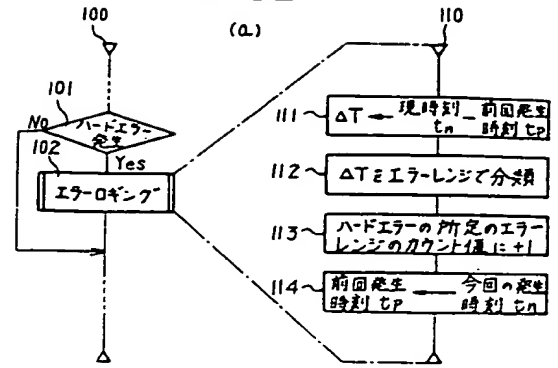 100
(a)
110
101
No
ハードエラー
発生
Yes
102
エラーロギング
111
ΔT ← 現時刻 tn − 前回発生時刻 tp
112
ΔTをエラーレンジで分類
113
ハードエラーの所定のエラー
レンジのカウント値に+1
114
前回発生 ← 今回の発生
時刻 tp 時刻 tn